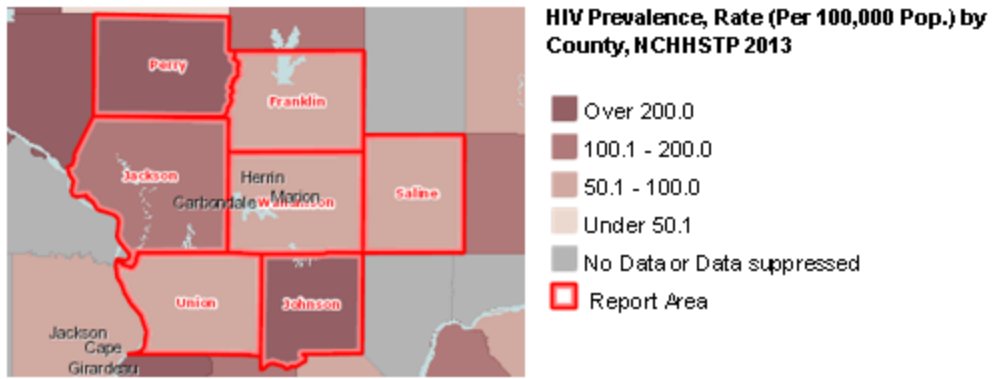 HIV Prevalence, Rate (Per 100,000 Pop.) by
County, NCHHSTP 2013
Over 200.0
100.1 - 200.0
50.1 - 100.0
Under 50.1
No Data or Data suppressed
Report Area
Perry
Franklin
Jackson
Herrin
Carbondale
Marion
Williamson
Saline
Union
Johnson
Jackson
Cape
Girardeau